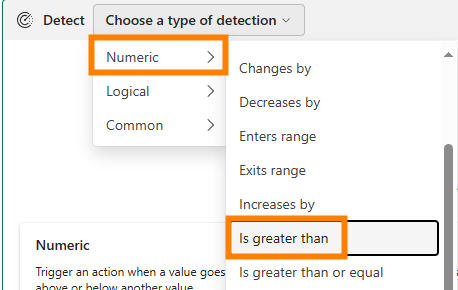 Detect
Choose a type of detection
Numeric
Logical
Common
Changes by
Decreases by
Enters range
Exits range
Increases by
Is greater than
Is greater than or equal
Numeric
Trigger an action when a value goes
above or below another value